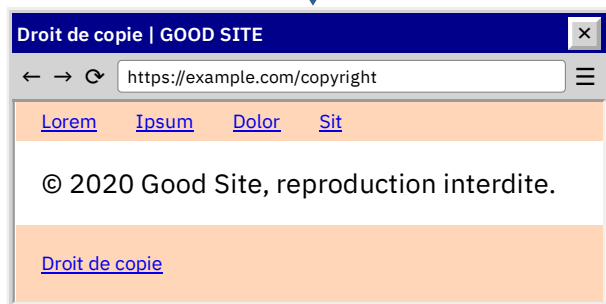 Droit de copie | GOOD SITE ×
← → ⟳ https://example.com/copyright ☰
Lorem Ipsum Dolor Sit
© 2020 Good Site, reproduction interdite.
Droit de copie